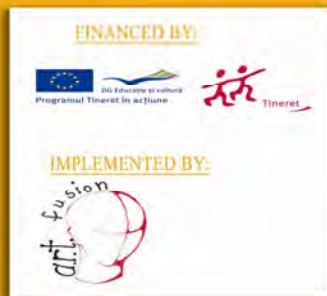 FINANCED BY:
DG Educație și cultură
Programul Tineret în acțiune
Tineret
IMPLEMENTED BY:
art. fusion